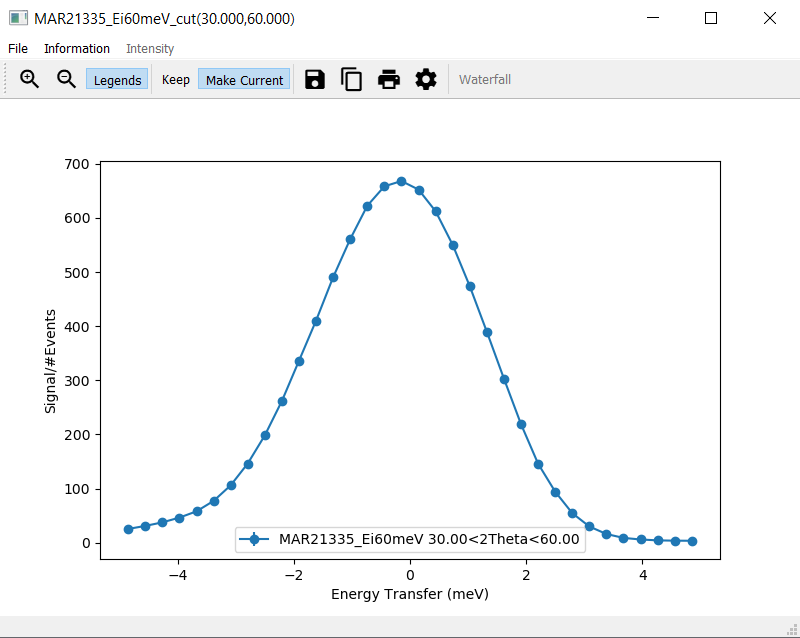 MAR21335_Ei60meV_cut(30.000,60.000)
File Information Intensity
Legends Keep Make Current Waterfall
700
600
500
400
300
200
100
0
Signal/#Events
MAR21335_Ei60meV 30.00<2Theta<60.00
−4 −2 0 2 4
Energy Transfer (meV)